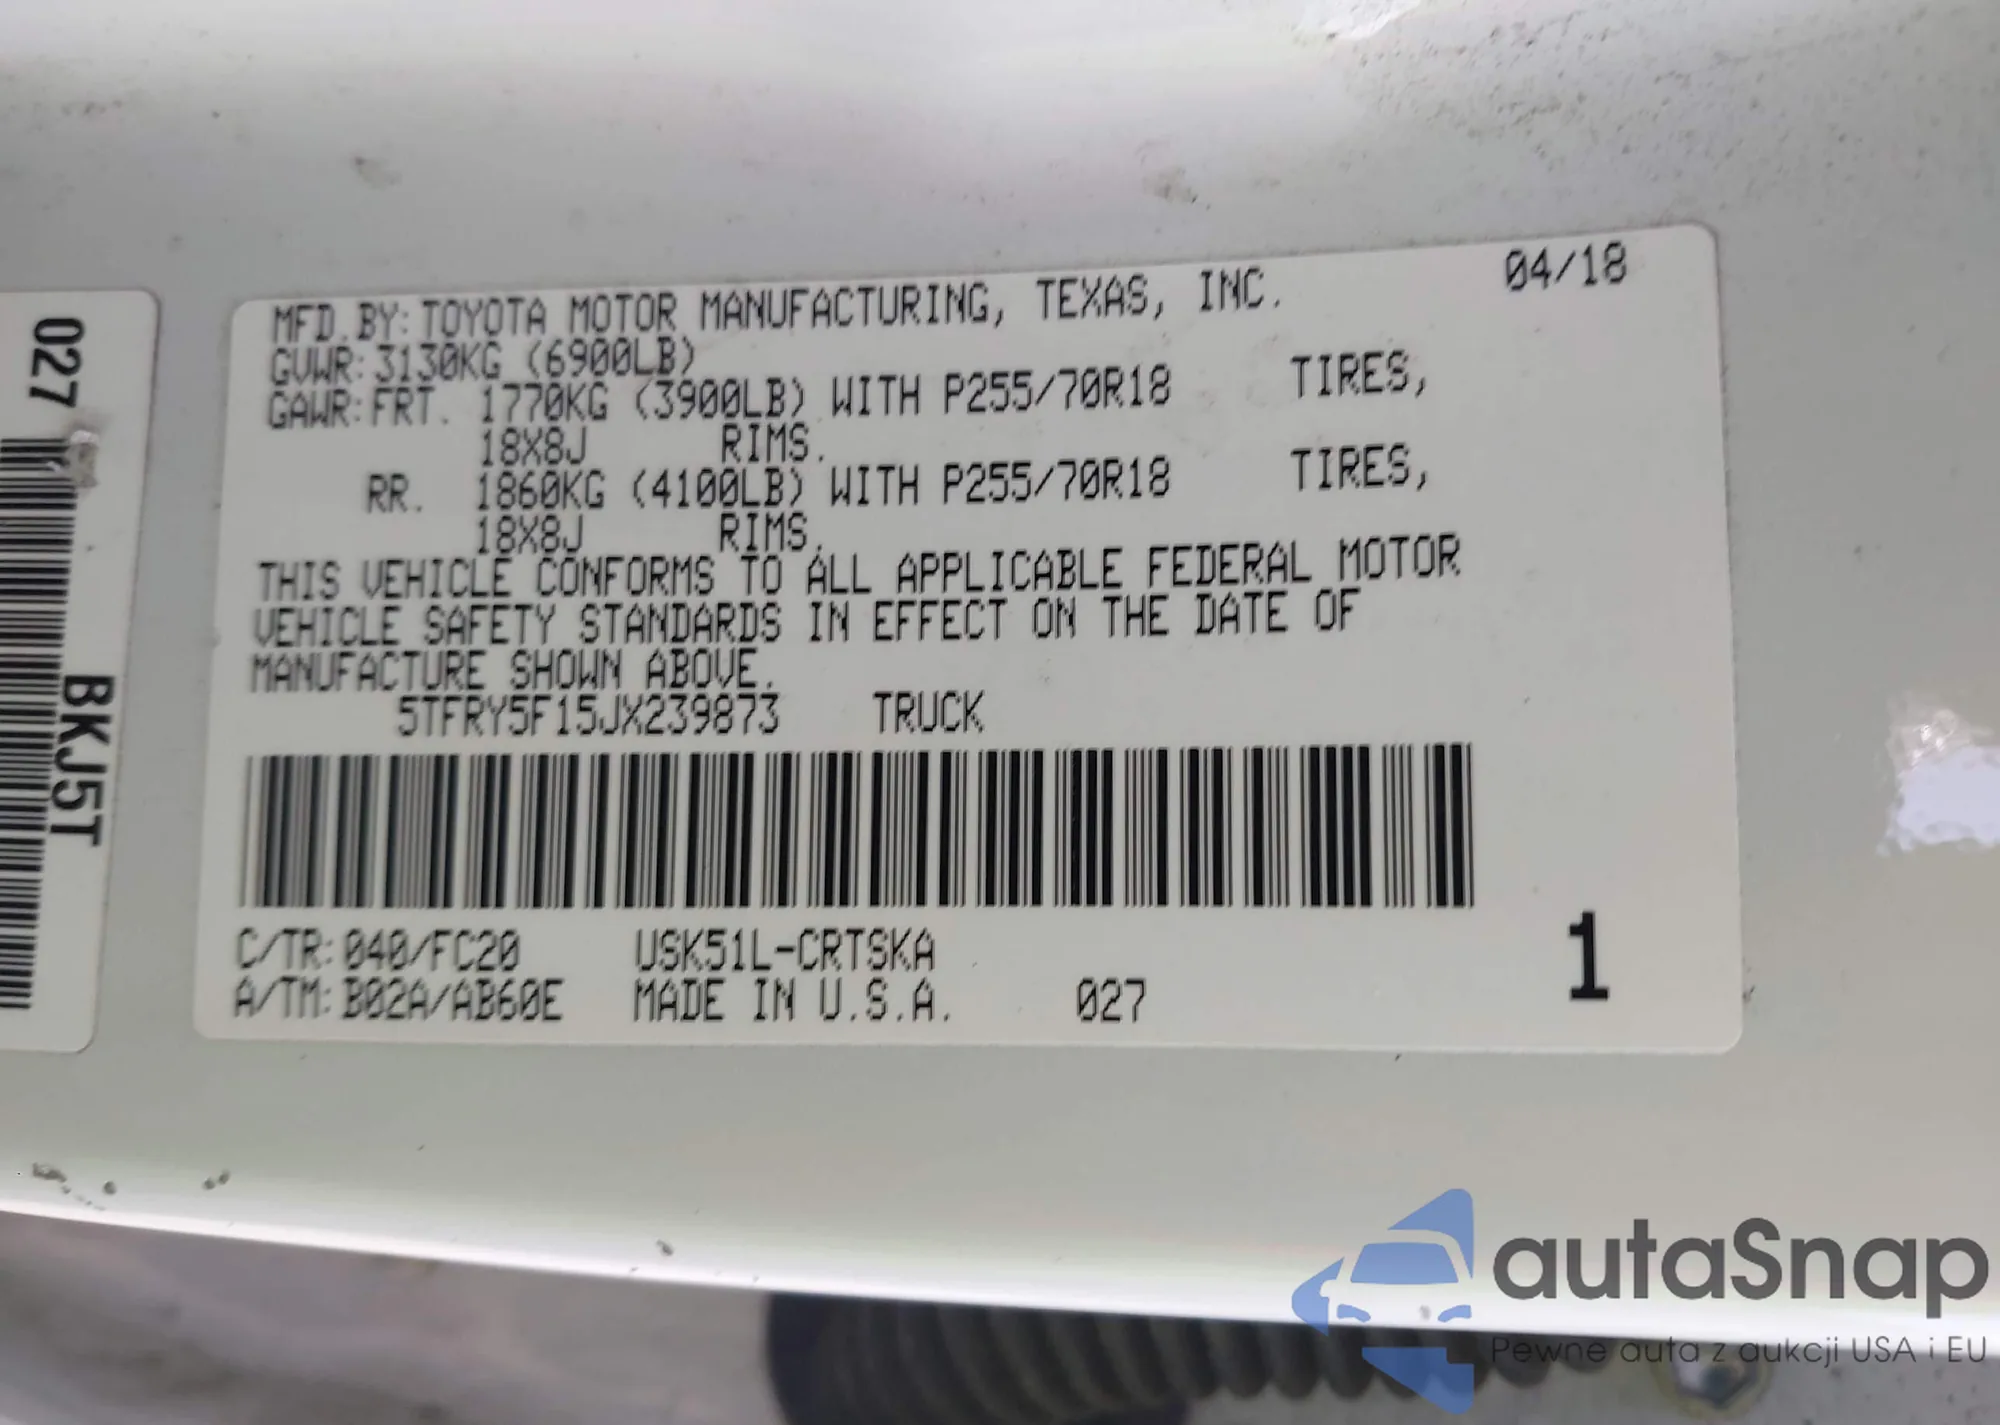 04/18
MFD.BY: TOYOTA MOTOR MANUFACTURING, TEXAS, INC.
GVWR: 3130KG (6900LB)
GAWR: FRT. 1770KG (3900LB) WITH P255/70R18 TIRES,
18X8J RIMS.
RR. 1860KG (4100LB) WITH P255/70R18 TIRES,
18X8J RIMS.
THIS VEHICLE CONFORMS TO ALL APPLICABLE FEDERAL MOTOR
VEHICLE SAFETY STANDARDS IN EFFECT ON THE DATE OF
MANUFACTURE SHOWN ABOVE.
5TFRY5F15JX239873 TRUCK
C/TR: 040/FC20 USK51L-CRTSKA
A/TM: B02A/AB60E MADE IN U.S.A. 027
1
027
BKJ5T
autaSnap
Pewne auta z aukcji USA i EU